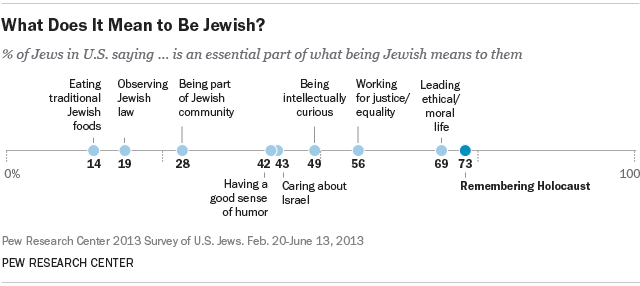 What Does It Mean to Be Jewish?
% of Jews in U.S. saying ... is an essential part of what being Jewish means to them
Eating
traditional
Jewish
foods
Observing
Jewish
law
Being part
of Jewish
community
Being
intellectually
curious
Working
for justice/
equality
Leading
ethical/
moral
life
14 19 28 42 43 49 56 69 73
0% 100
Having a
good sense
of humor
Caring about
Israel
Remembering Holocaust
Pew Research Center 2013 Survey of U.S. Jews. Feb. 20-June 13, 2013
PEW RESEARCH CENTER